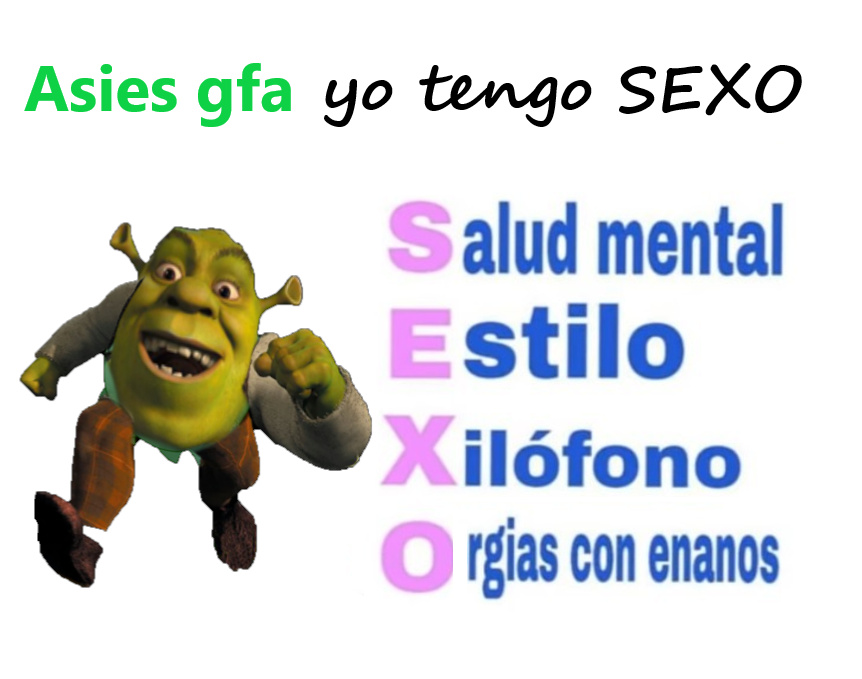 Asies gfa yo tengo SEXO
Salud mental
Estilo
Xilófono
Orgias con enanos